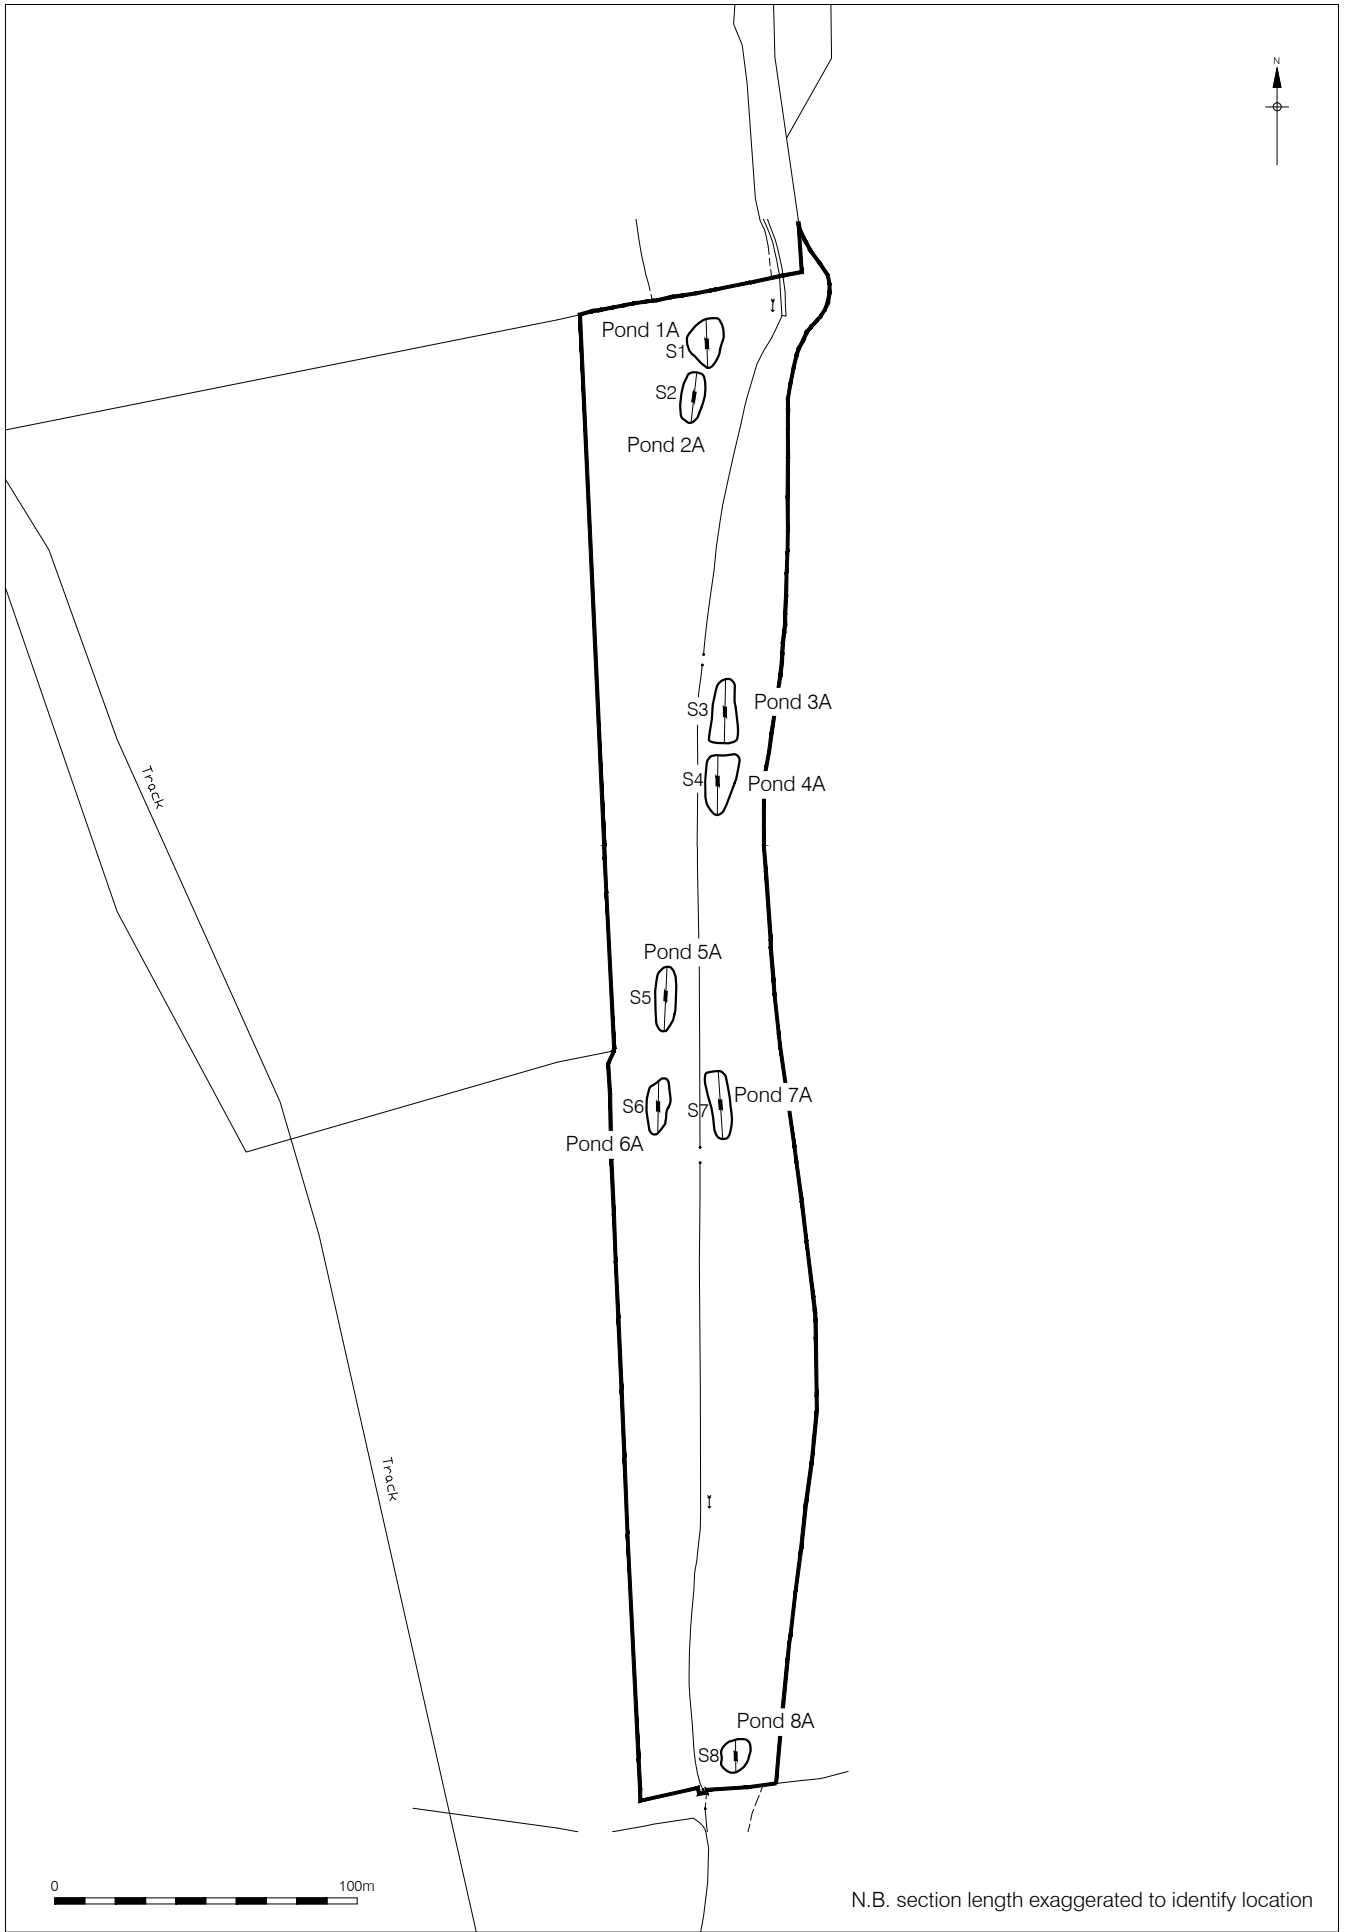 N
Pond 1A
S1
S2
Pond 2A
S3
Pond 3A
S4
Pond 4A
Track
Pond 5A
S5
S6
S7
Pond 7A
Pond 6A
Track
Pond 8A
S8
0
100m
N.B. section length exaggerated to identify location